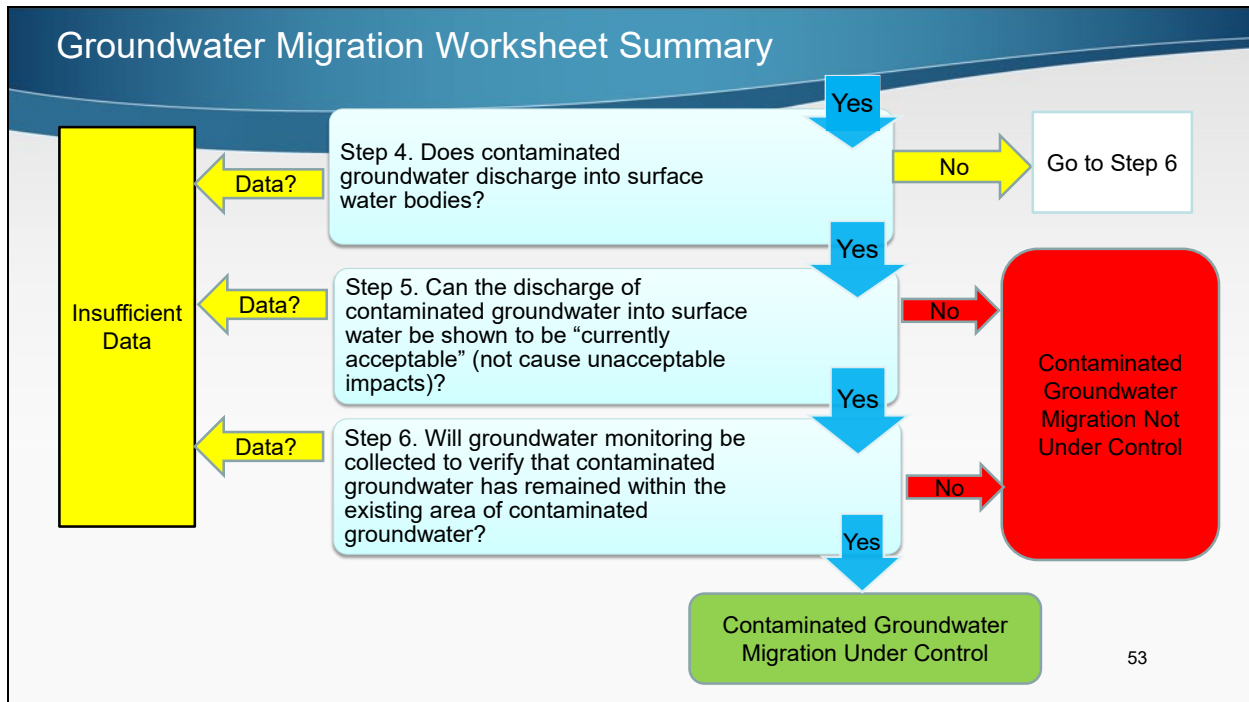 Groundwater Migration Worksheet Summary
Yes
Step 4. Does contaminated
groundwater discharge into surface
water bodies?
Data?
No
Go to Step 6
Yes
Insufficient
Data
Step 5. Can the discharge of
contaminated groundwater into surface
water be shown to be “currently
acceptable” (not cause unacceptable
impacts)?
Data?
No
Contaminated
Groundwater
Migration Not
Under Control
Yes
Step 6. Will groundwater monitoring be
collected to verify that contaminated
groundwater has remained within the
existing area of contaminated
groundwater?
Data?
No
Yes
Contaminated Groundwater
Migration Under Control
53